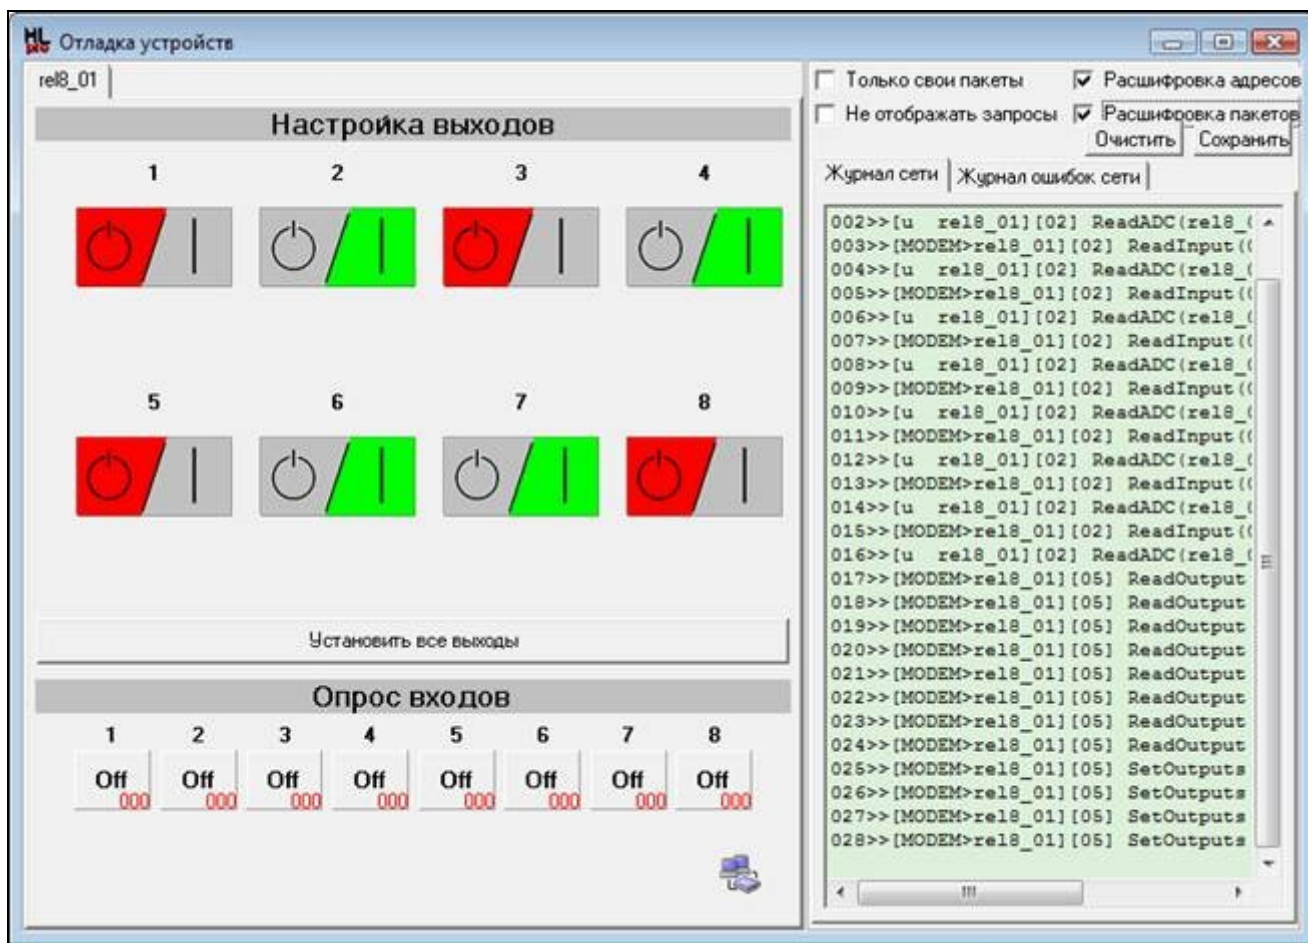 HL pro Отладка устройств
rel8_01
Настройка выходов
1 2 3 4
5 6 7 8
Установить все выходы
Опрос входов
1 2 3 4 5 6 7 8
Off Off Off Off Off Off Off Off
000 000 000 000 000 000 000 000
Только свои пакеты Расшифровка адресов
Не отображать запросы Расшифровка пакетов
Очистить Сохранить
Журнал сети Журнал ошибок сети
002>>[u rel8_01][02] ReadADC(rel8_
003>>[MODEM>rel8_01][02] ReadInput(
004>>[u rel8_01][02] ReadADC(rel8_
005>>[MODEM>rel8_01][02] ReadInput(
006>>[u rel8_01][02] ReadADC(rel8_
007>>[MODEM>rel8_01][02] ReadInput(
008>>[u rel8_01][02] ReadADC(rel8_
009>>[MODEM>rel8_01][02] ReadInput(
010>>[u rel8_01][02] ReadADC(rel8_
011>>[MODEM>rel8_01][02] ReadInput(
012>>[u rel8_01][02] ReadADC(rel8_
013>>[MODEM>rel8_01][02] ReadInput(
014>>[u rel8_01][02] ReadADC(rel8_
015>>[MODEM>rel8_01][02] ReadInput(
016>>[u rel8_01][02] ReadADC(rel8_
017>>[MODEM>rel8_01][05] ReadOutput
018>>[MODEM>rel8_01][05] ReadOutput
019>>[MODEM>rel8_01][05] ReadOutput
020>>[MODEM>rel8_01][05] ReadOutput
021>>[MODEM>rel8_01][05] ReadOutput
022>>[MODEM>rel8_01][05] ReadOutput
023>>[MODEM>rel8_01][05] ReadOutput
024>>[MODEM>rel8_01][05] ReadOutput
025>>[MODEM>rel8_01][05] SetOutputs
026>>[MODEM>rel8_01][05] SetOutputs
027>>[MODEM>rel8_01][05] SetOutputs
028>>[MODEM>rel8_01][05] SetOutputs